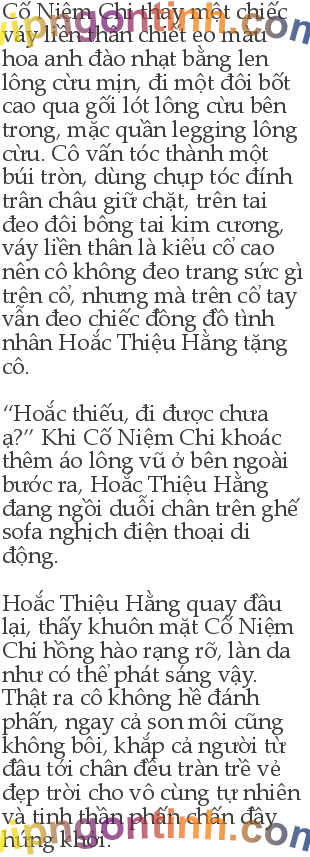 Cố Niệm Chi thay một chiếc
váy liền thân chiết eo màu
hoa anh đào nhạt bằng len
lông cừu mịn, đi một đôi bốt
cao qua gối lót lông cừu bên
trong, mặc quần legging lông
cừu. Cô vấn tóc thành một
búi tròn, dùng chụp tóc đính
trân châu giữ chặt, trên tai
đeo đôi bông tai kim cương,
váy liền thân là kiểu cổ cao
nên cô không đeo trang sức gì
trên cổ, nhưng mà trên cổ tay
vẫn đeo chiếc đồng đồ tình
nhân Hoắc Thiệu Hằng tặng
cô.
“Hoắc thiếu, đi được chưa
ạ?” Khi Cố Niệm Chi khoác
thêm áo lông vũ ở bên ngoài
bước ra, Hoắc Thiệu Hằng
đang ngồi duỗi chân trên ghế
sofa nghịch điện thoại di
động.
Hoắc Thiệu Hằng quay đầu
lại, thấy khuôn mặt Cố Niệm
Chi hồng hào rạng rỡ, làn da
như có thể phát sáng vậy.
Thật ra cô không hề đánh
phấn, ngay cả son môi cũng
không bôi, khắp cả người từ
đầu tới chân đều tràn trề vẻ
đẹp trời cho vô cùng tự nhiên
và tinh thần phấn chấn đầy
hứng khởi.
vipngontinh.com
vipngontinh.com